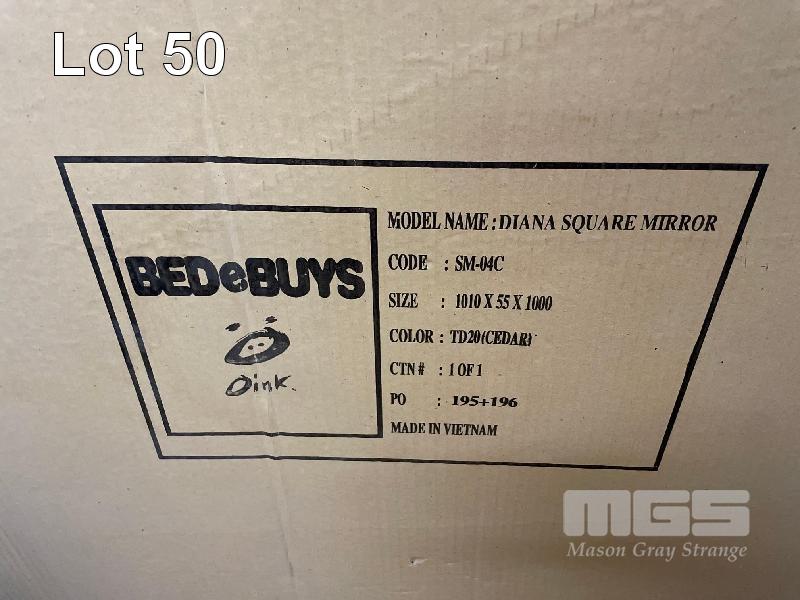 Lot 50
BEDeBUYS
Oink.
MODEL NAME : DIANA SQUARE MIRROR
CODE : SM-04C
SIZE : 1010 X 55 X 1000
COLOR : TD20(CEDAR)
CTN# : 1 OF 1
PO : 195+196
MADE IN VIETNAM
MGS
Mason Gray Strange